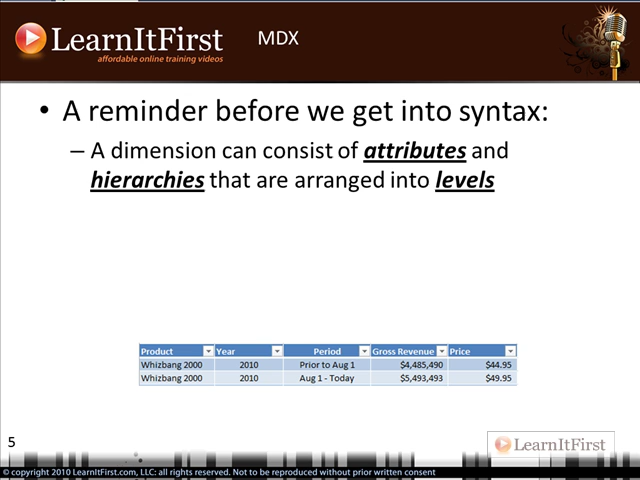 LearnItFirst
affordable online training videos
MDX
• A reminder before we get into syntax:
– A dimension can consist of attributes and
hierarchies that are arranged into levels
Product Year Period Gross Revenue Price
Whizbang 2000 2010 Prior to Aug 1 $4,485,490 $44.95
Whizbang 2000 2010 Aug 1 - Today $5,493,493 $49.95
5
LearnItFirst
© copyright 2010 LearnItFirst.com, LLC: all rights reserved. Not to be reproduced without prior written consent